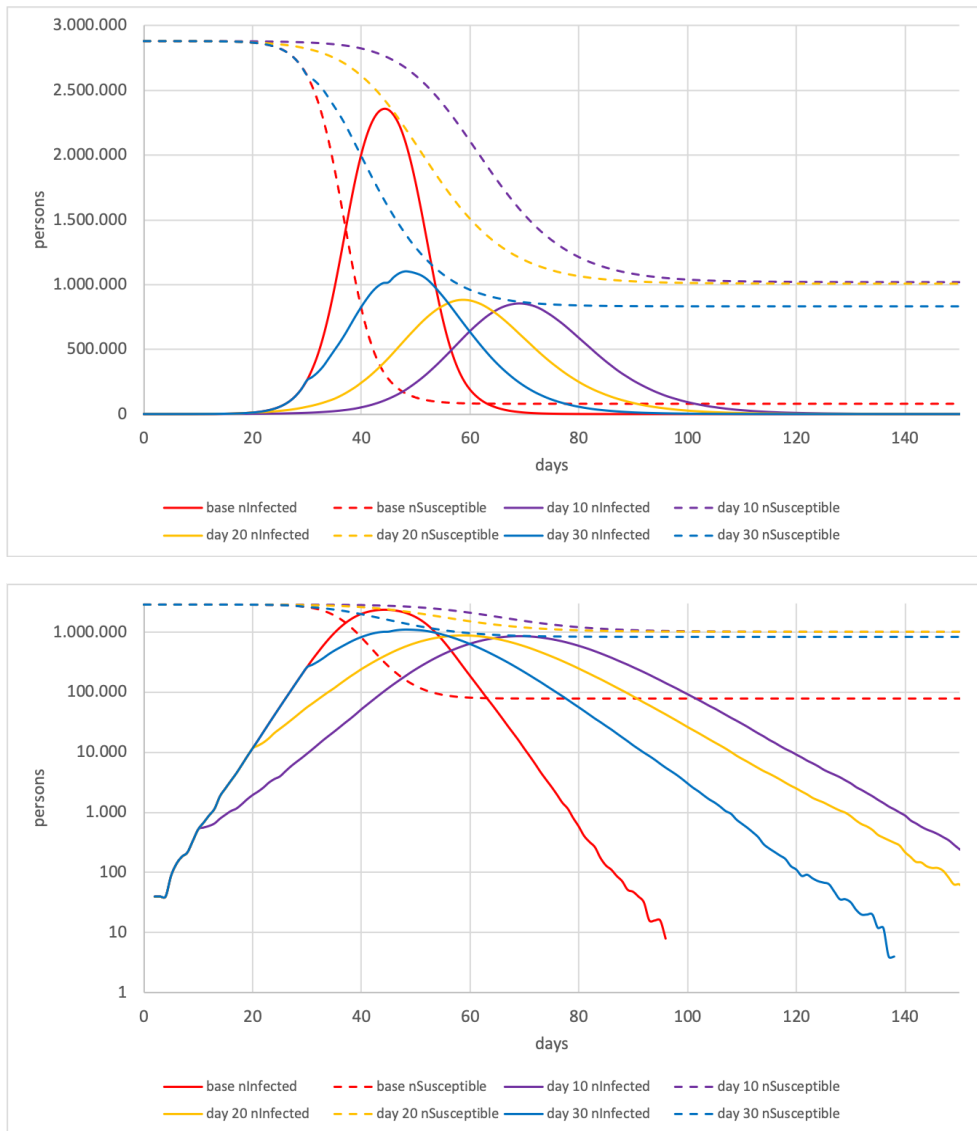 3.000.000
2.500.000
2.000.000
1.500.000
1.000.000
500.000
0
persons
0 20 40 60 80 100 120 140
days
base nInfected base nSusceptible day 10 nInfected day 10 nSusceptible
day 20 nInfected day 20 nSusceptible day 30 nInfected day 30 nSusceptible
1.000.000
100.000
10.000
1.000
100
10
1
persons
0 20 40 60 80 100 120 140
days
base nInfected base nSusceptible day 10 nInfected day 10 nSusceptible
day 20 nInfected day 20 nSusceptible day 30 nInfected day 30 nSusceptible